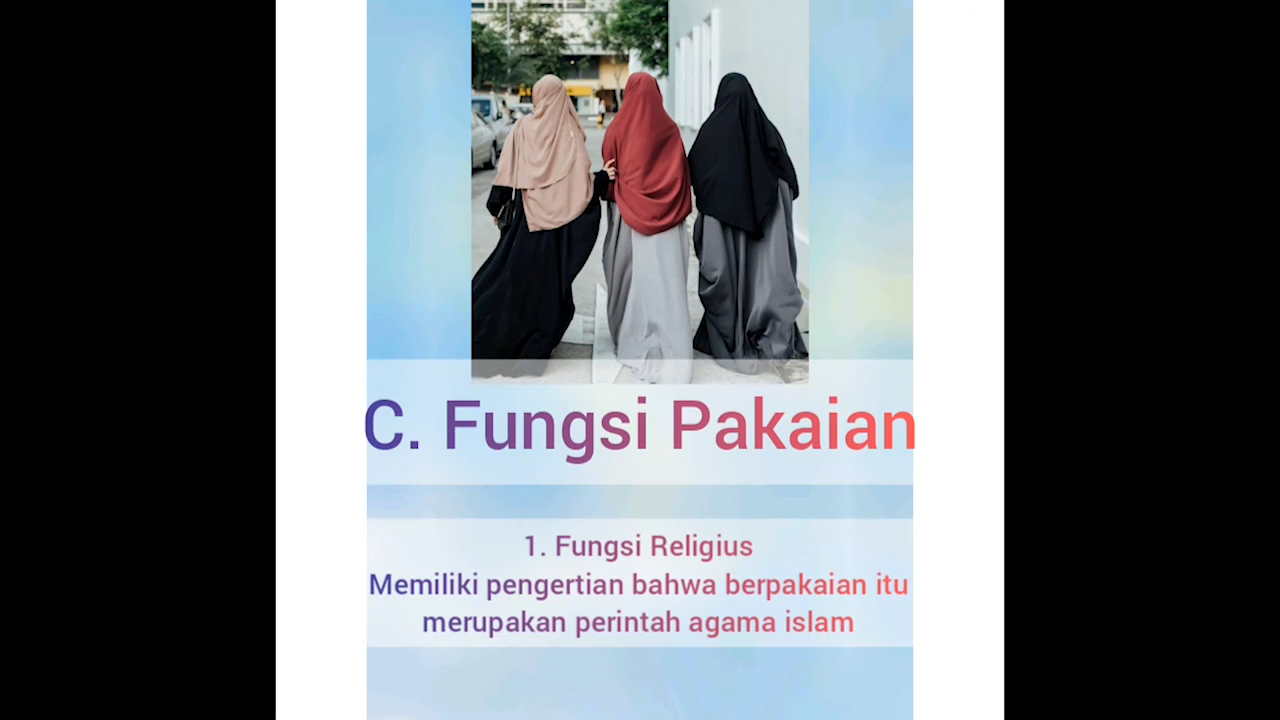 C. Fungsi Pakaian
1. Fungsi Religius
Memiliki pengertian bahwa berpakaian itu
merupakan perintah agama islam